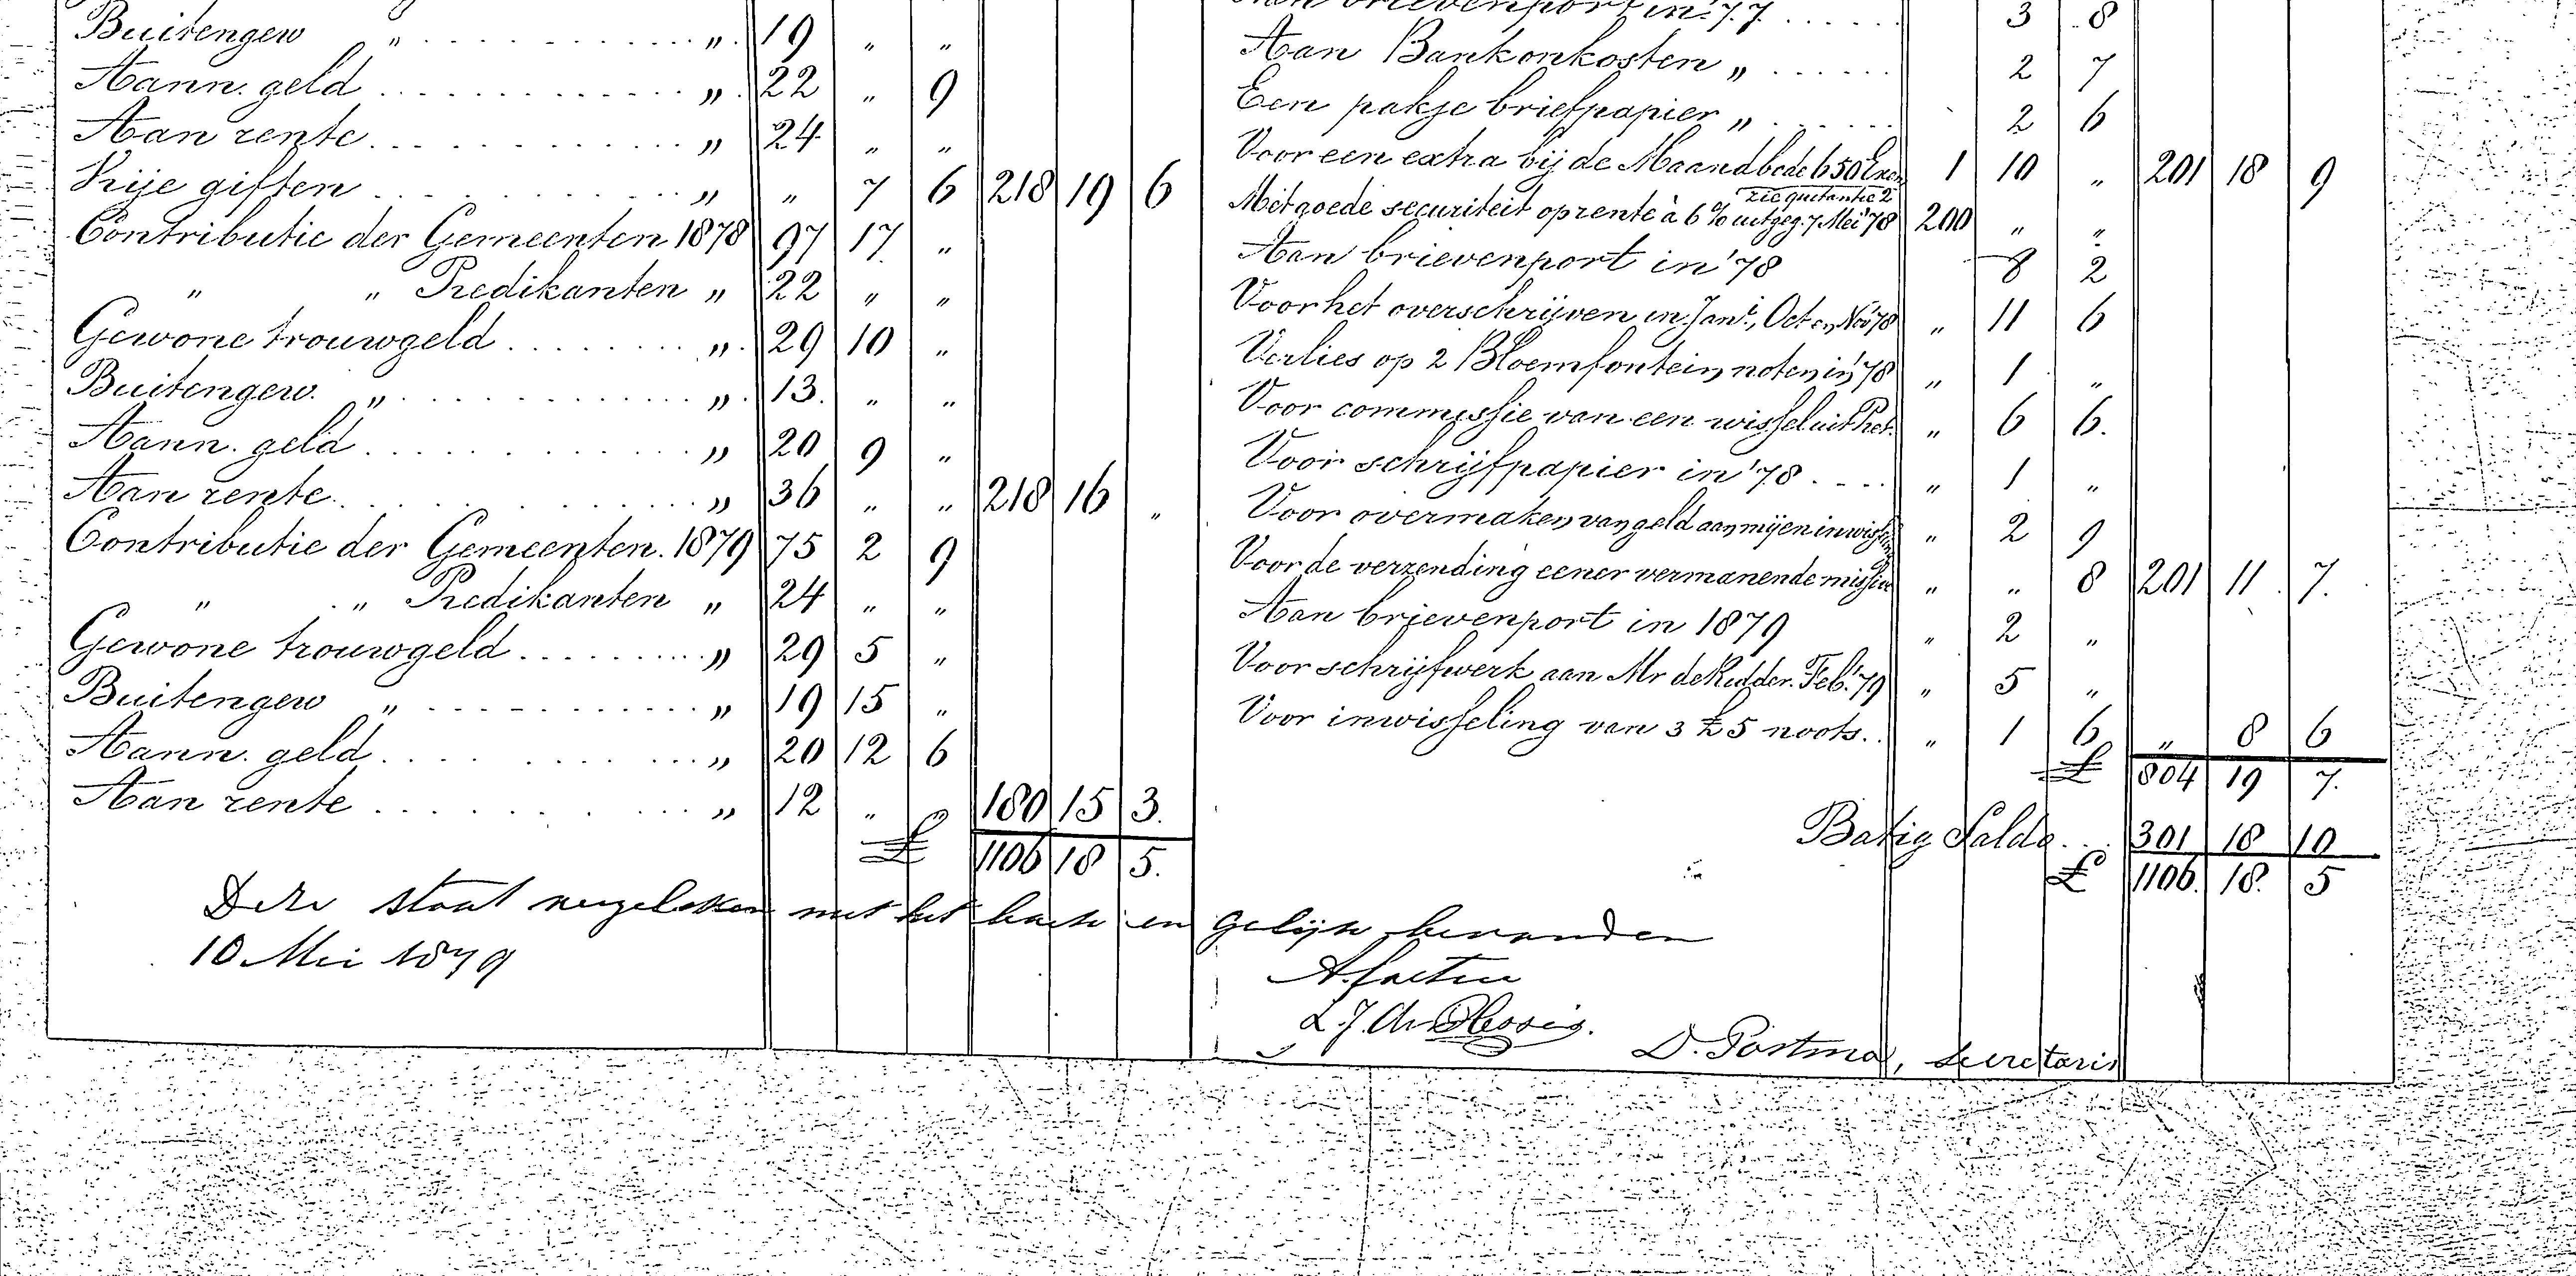 Buitengew " . . . . . . . . . . . . " 19 " "
Aann. geld . . . . . . . . . . . . " 22 " 9
Aan rente . . . . . . . . . . . . " 24 " "
Vrije giften . . . . . . . . . . . . " " 7 6 218 19 6
Contributie der Gemeenten 1878 97 17 "
" " Predikanten " 22 " "
Gewone trouwgeld . . . . . . . . " 29 10 "
Buitengew. " . . . . . . . . . . . " 13 " "
Aann. geld . . . . . . . . . . . . " 20 9 "
Aan rente . . . . . . . . . . . . " 36 " " 218 16 "
Contributie der Gemeenten. 1879 75 2 9
" " Predikanten " 24 " "
Gewone trouwgeld . . . . . . . . " 29 5 "
Buitengew " . . . . . . . . . . . " 19 15 "
Aann. geld . . . . . . . . . . . . " 20 12 6
Aan rente . . . . . . . . . . . . " 12 " " 180 15 3.
£ 1106 18 5.
Aan brievenport in '77 . . . . . . 3 8
Aan Bankonkosten " . . . . . . 2 7
Een pakje briefpapier " . . . . . . 2 6
Voor een extra bij de Maandbode 650 Exen 1 10 " 201 18 9
zie quitantie 2
Met goede securiteit op rente à 6% uitgeg. 7 Mei '78 200 " "
Aan brievenport in '78 8 2
Voor het overschrijven in Jan., Oct en Nov '78 " 11 6
Verlies op 2 Bloemfontein noten in '78 " 1 "
Voor commissie van een wissel uit Pret. " 6 6.
Voor schrijfpapier in '78 . . . . " 1 "
Voor overmaken van geld aan mij en " 2 9
Voor de verzending eener vermanende missive " " 8 201 11 7.
Aan brievenport in 1879 " 2 "
Voor schrijfwerk aan Mr de Ridder. Feb. '79 " 5 "
Voor inwisseling van 3 £5 noots. . " 1 6 " 8 6
£ 804 19 7.
Batig Saldo . . 301 18 10
£ 1106. 18. 5
Deze staat vergeleken met het boek en gelijk bevonden
10 Mei 1879
L. J. du Plessis.
D. Postma, secretaris